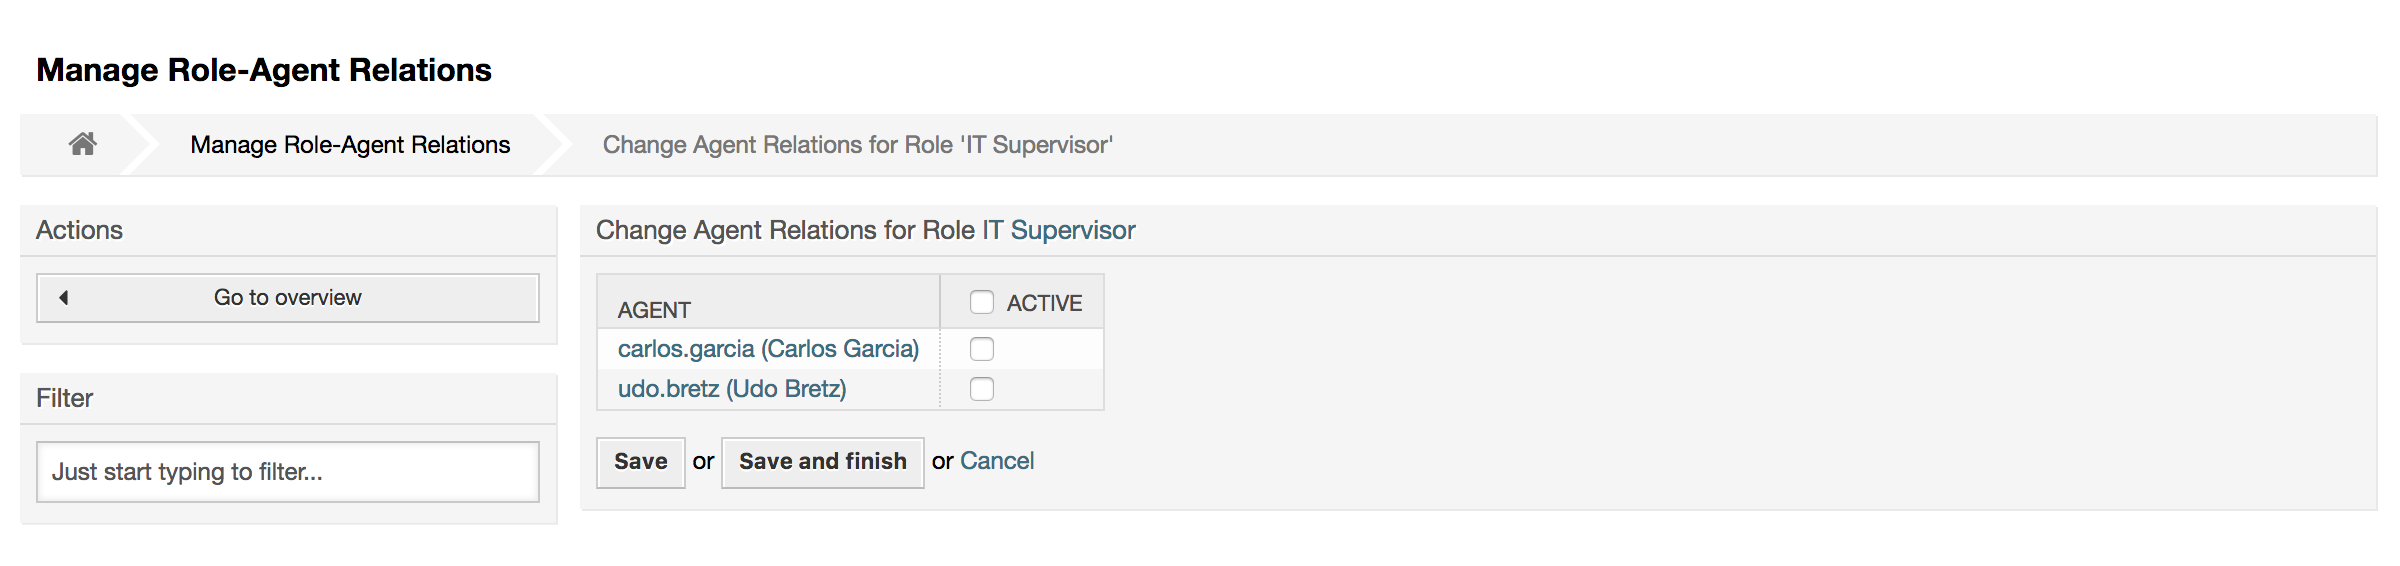 Manage Role-Agent Relations
Manage Role-Agent Relations Change Agent Relations for Role 'IT Supervisor'
Actions
Go to overview
Filter
Just start typing to filter...
Change Agent Relations for Role IT Supervisor
AGENT ACTIVE
carlos.garcia (Carlos Garcia)
udo.bretz (Udo Bretz)
Save or Save and finish or Cancel